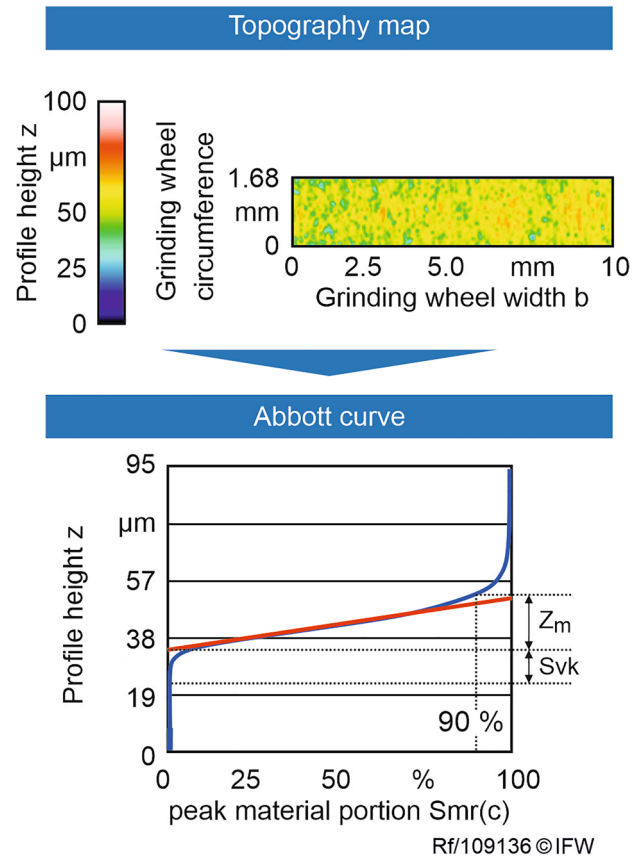 Topography map
100
µm
50
25
0
Profile height z
Grinding wheel
circumference
1.68
mm
0
0 2.5 5.0 mm 10
Grinding wheel width b
Abbott curve
95
µm
57
38
19
0
Profile height z
Zm
Svk
90 %
0 25 50 % 100
peak material portion Smr(c)
Rf/109136 ©IFW